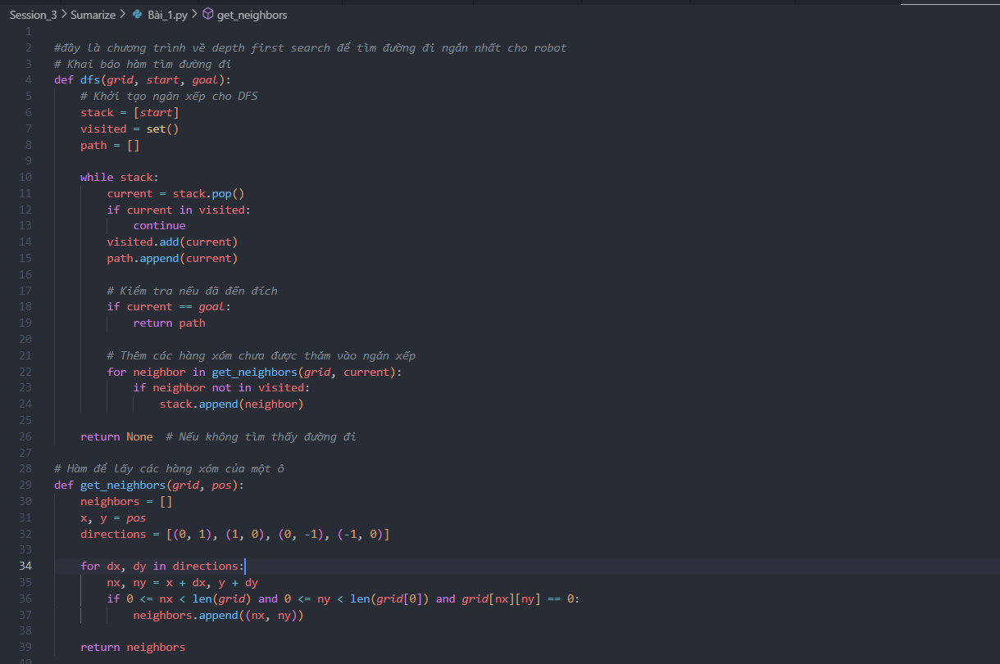 Session_3 > Sumarize > Bài_1.py > get_neighbors
1
2 #đây là chương trình về depth first search để tìm đường đi ngắn nhất cho robot
3 # Khai báo hàm tìm đường đi
4 def dfs(grid, start, goal):
5     # Khởi tạo ngăn xếp cho DFS
6     stack = [start]
7     visited = set()
8     path = []
9
10     while stack:
11         current = stack.pop()
12         if current in visited:
13             continue
14         visited.add(current)
15         path.append(current)
16
17         # Kiểm tra nếu đã đến đích
18         if current == goal:
19             return path
20
21         # Thêm các hàng xóm chưa được thăm vào ngăn xếp
22         for neighbor in get_neighbors(grid, current):
23             if neighbor not in visited:
24                 stack.append(neighbor)
25
26     return None  # Nếu không tìm thấy đường đi
27
28 # Hàm để lấy các hàng xóm của một ô
29 def get_neighbors(grid, pos):
30     neighbors = []
31     x, y = pos
32     directions = [(0, 1), (1, 0), (0, -1), (-1, 0)]
33
34     for dx, dy in directions:
35         nx, ny = x + dx, y + dy
36         if 0 <= nx < len(grid) and 0 <= ny < len(grid[0]) and grid[nx][ny] == 0:
37             neighbors.append((nx, ny))
38
39     return neighbors
40